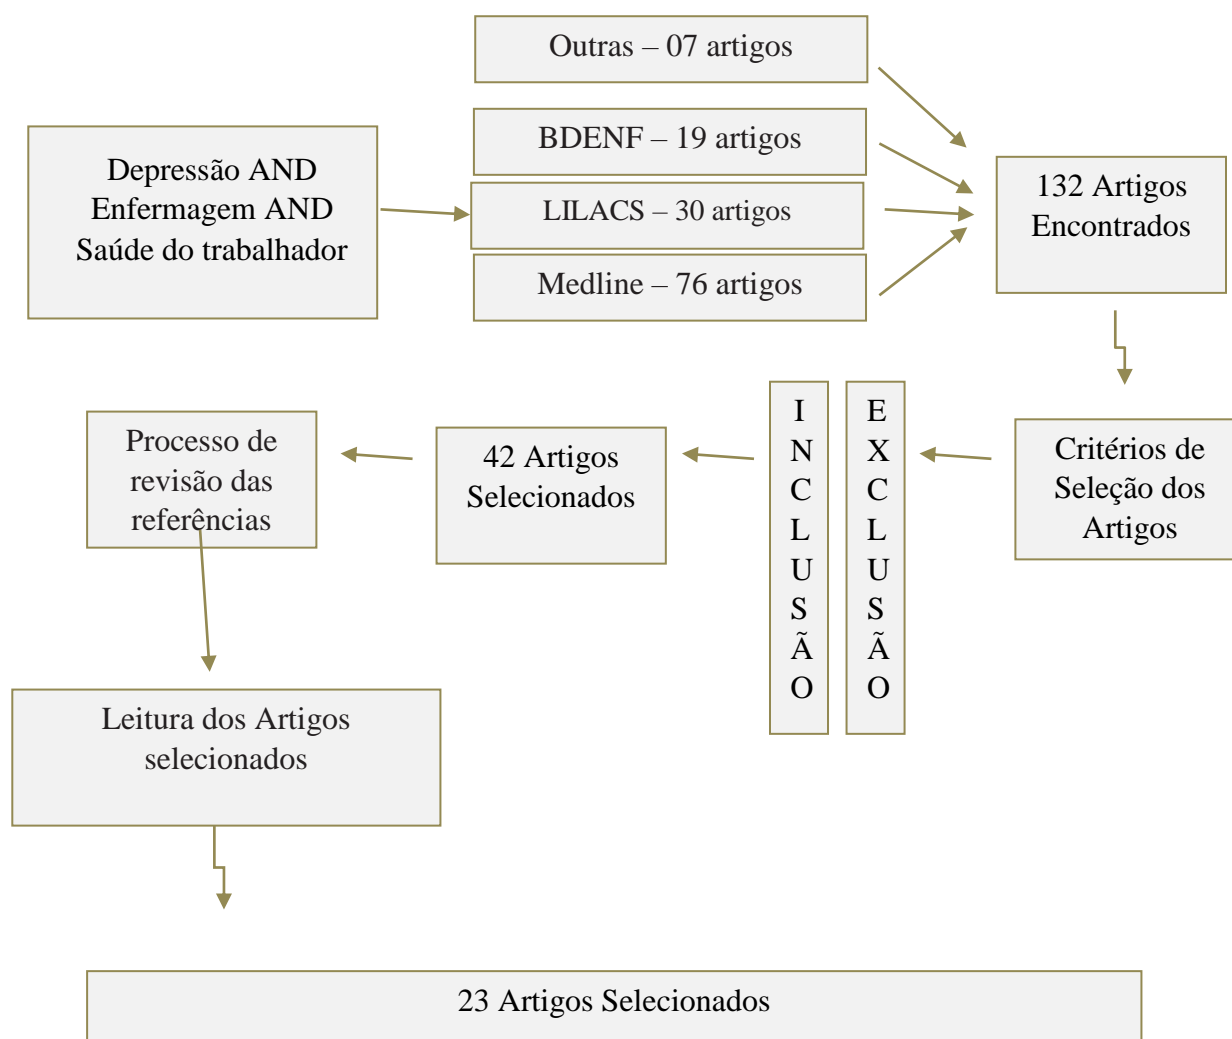 Outras – 07 artigos
BDENF – 19 artigos
Depressão AND
Enfermagem AND
Saúde do trabalhador
LILACS – 30 artigos
Medline – 76 artigos
132 Artigos
Encontrados
Critérios de
Seleção dos
Artigos
E
X
C
L
U
S
Ã
O
I
N
C
L
U
S
Ã
O
42 Artigos
Selecionados
Processo de
revisão das
referências
Leitura dos Artigos
selecionados
23 Artigos Selecionados